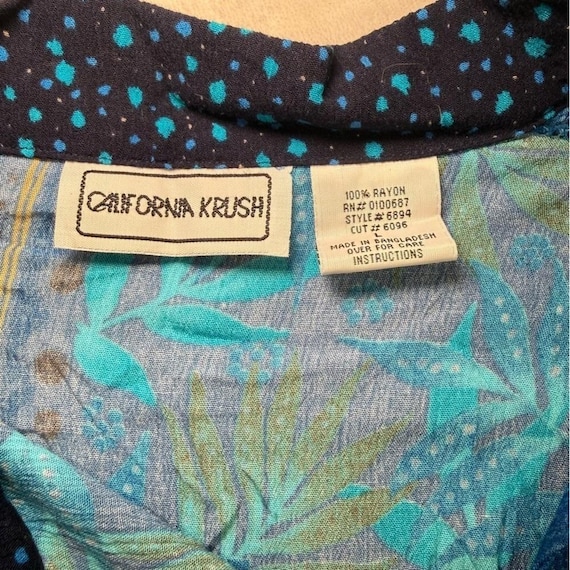 CALIFORNIA KRUSH
100% RAYON
RN# 0100687
STYLE# 6894
CUT # 6096
L
MADE IN BANGLADESH
OVER FOR CARE
INSTRUCTIONS